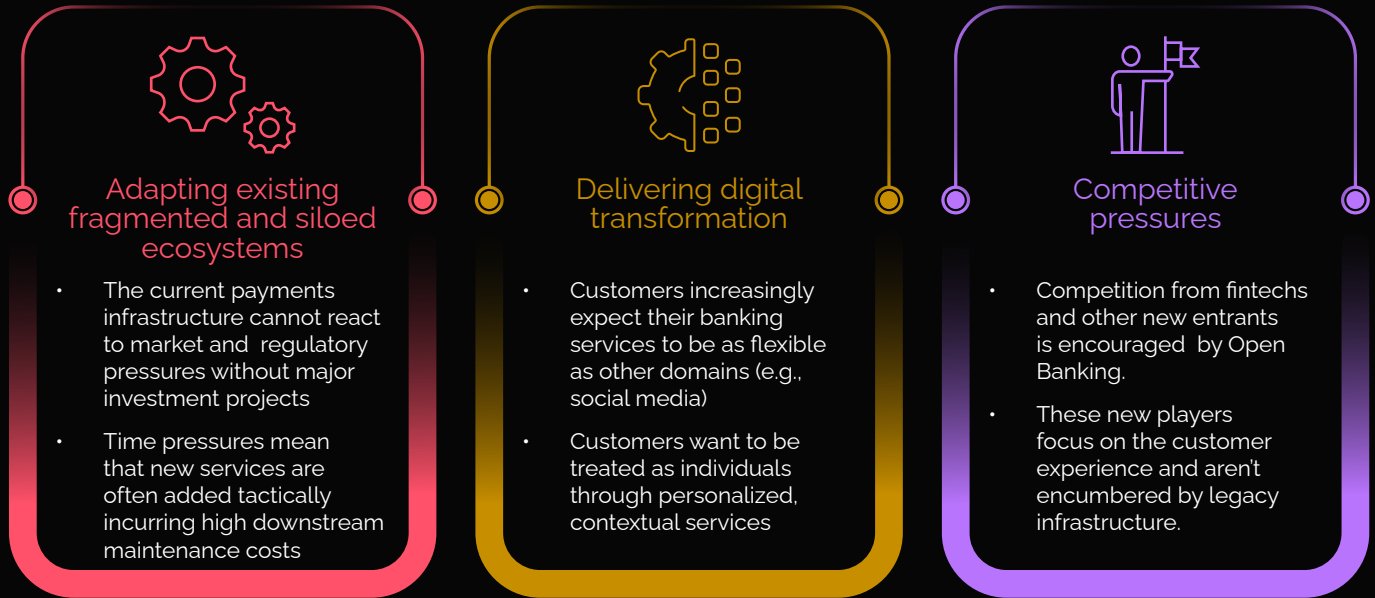 Adapting existing
fragmented and siloed
ecosystems
• The current payments
infrastructure cannot react
to market and  regulatory
pressures without major
investment projects
• Time pressures mean
that new services are
often added tactically
incurring high downstream
maintenance costs
Delivering digital
transformation
• Customers increasingly
expect their banking
services to be as flexible
as other domains (e.g.,
social media)
• Customers want to be
treated as individuals
through personalized,
contextual services
Competitive
pressures
• Competition from fintechs
and other new entrants
is encouraged  by Open
Banking.
• These new players
focus on the customer
experience and aren’t
encumbered by legacy
infrastructure.